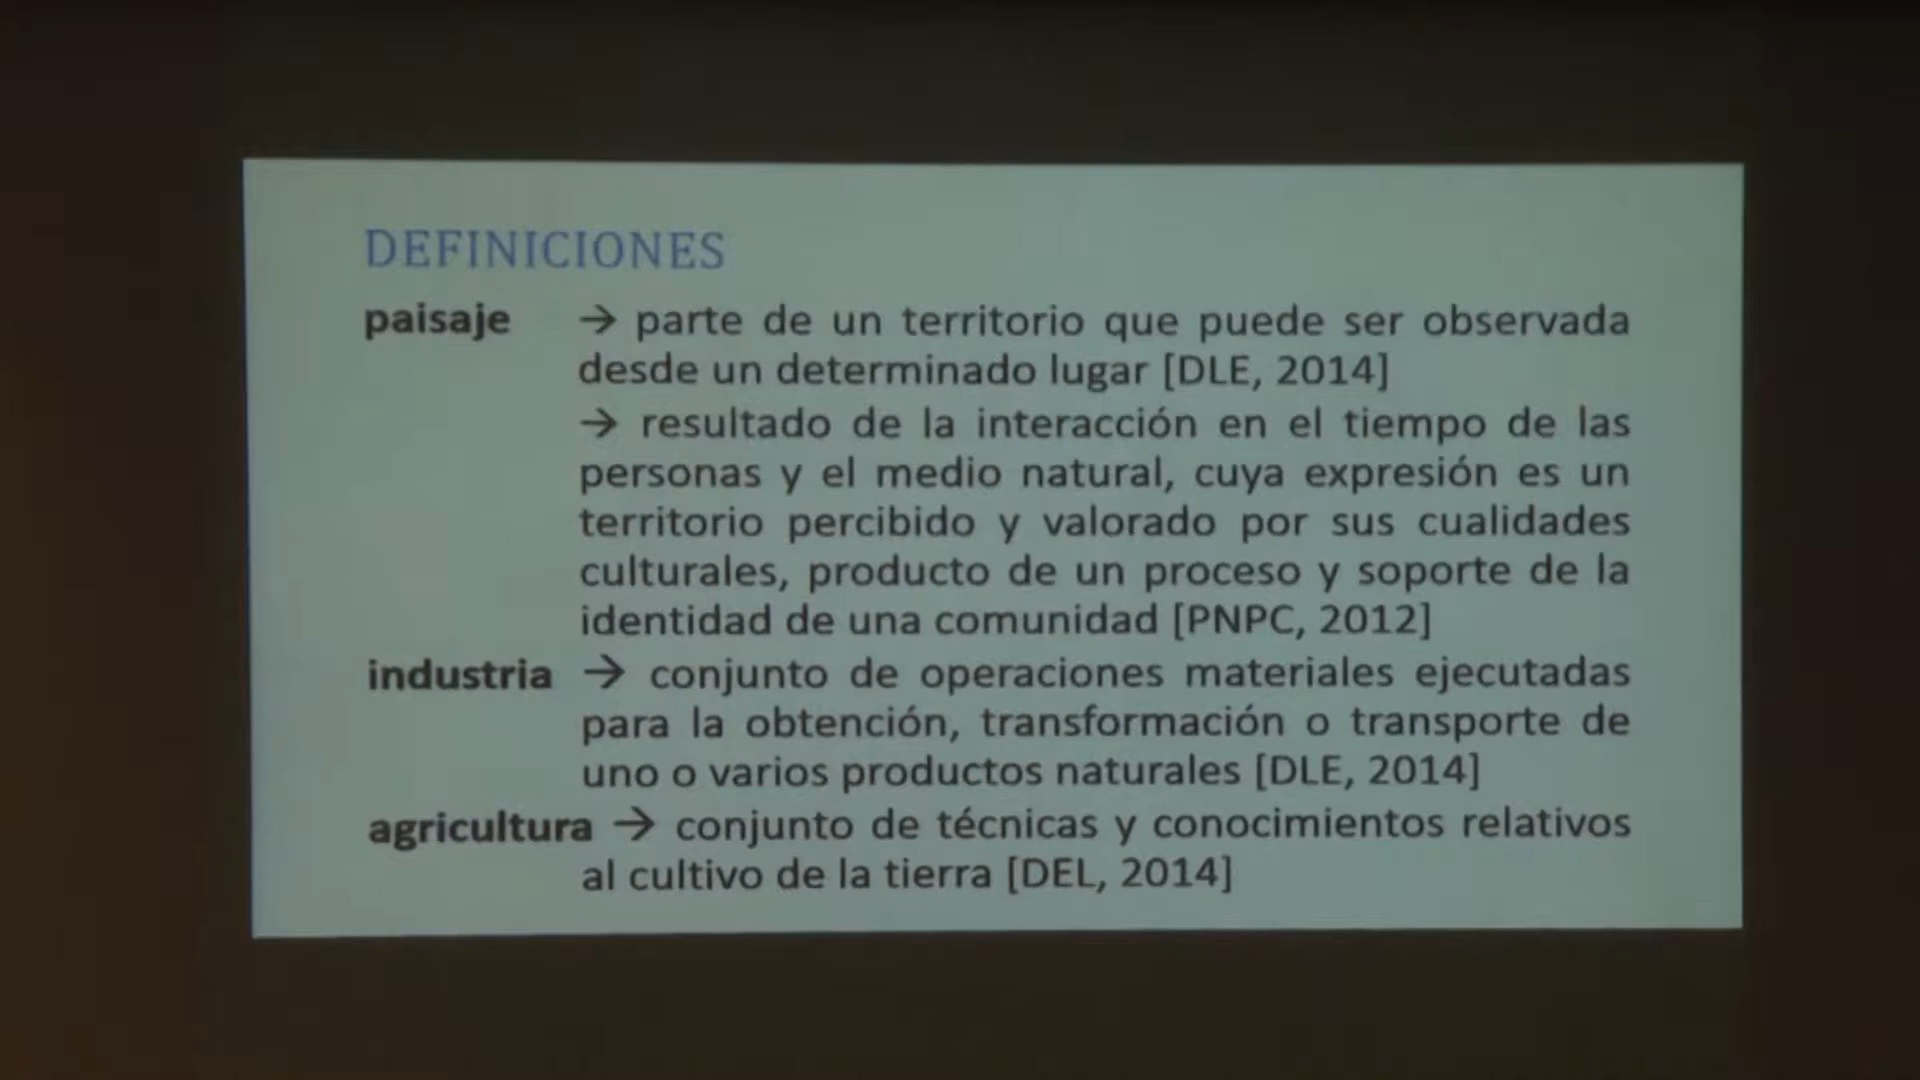 DEFINICIONES
paisaje → parte de un territorio que puede ser observada
desde un determinado lugar [DLE, 2014]
→ resultado de la interacción en el tiempo de las
personas y el medio natural, cuya expresión es un
territorio percibido y valorado por sus cualidades
culturales, producto de un proceso y soporte de la
identidad de una comunidad [PNPC, 2012]
industria → conjunto de operaciones materiales ejecutadas
para la obtención, transformación o transporte de
uno o varios productos naturales [DLE, 2014]
agricultura → conjunto de técnicas y conocimientos relativos
al cultivo de la tierra [DEL, 2014]